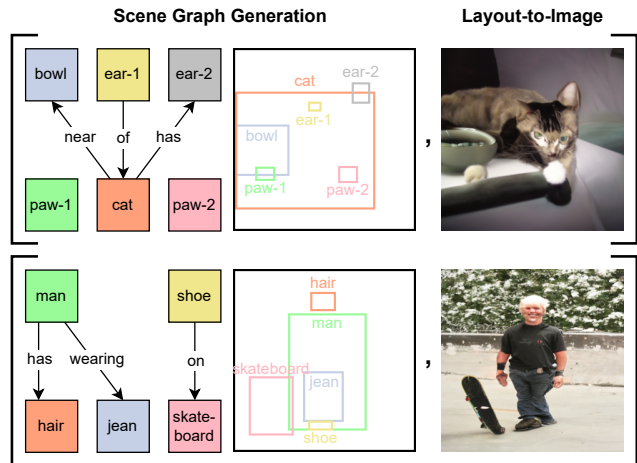 Scene Graph Generation
Layout-to-Image
bowl
ear-1
ear-2
near
of
has
paw-1
cat
paw-2
cat
ear-2
ear-1
bowl
paw-1
paw-2
,
man
shoe
has
wearing
on
hair
jean
skate-
board
hair
man
skateboard
jean
shoe
,